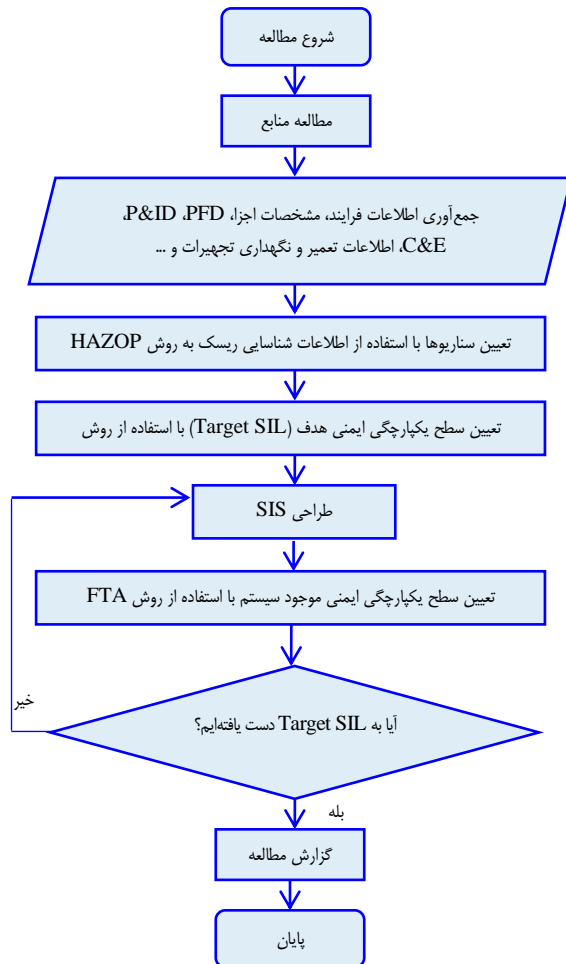 شروع مطالعه
مطالعه منابع
جمع‌آوری اطلاعات فرایند، مشخصات اجزا، PFD، P&ID،
C&E، اطلاعات تعمیر و نگهداری تجهیزات و ...
تعیین سناریوها با استفاده از اطلاعات شناسایی ریسک به روش HAZOP
تعیین سطح یکپارچگی ایمنی هدف (Target SIL) با استفاده از روش
طراحی SIS
تعیین سطح یکپارچگی ایمنی موجود سیستم با استفاده از روش FTA
آیا به Target SIL دست یافته‌ایم؟
خیر
بله
گزارش مطالعه
پایان